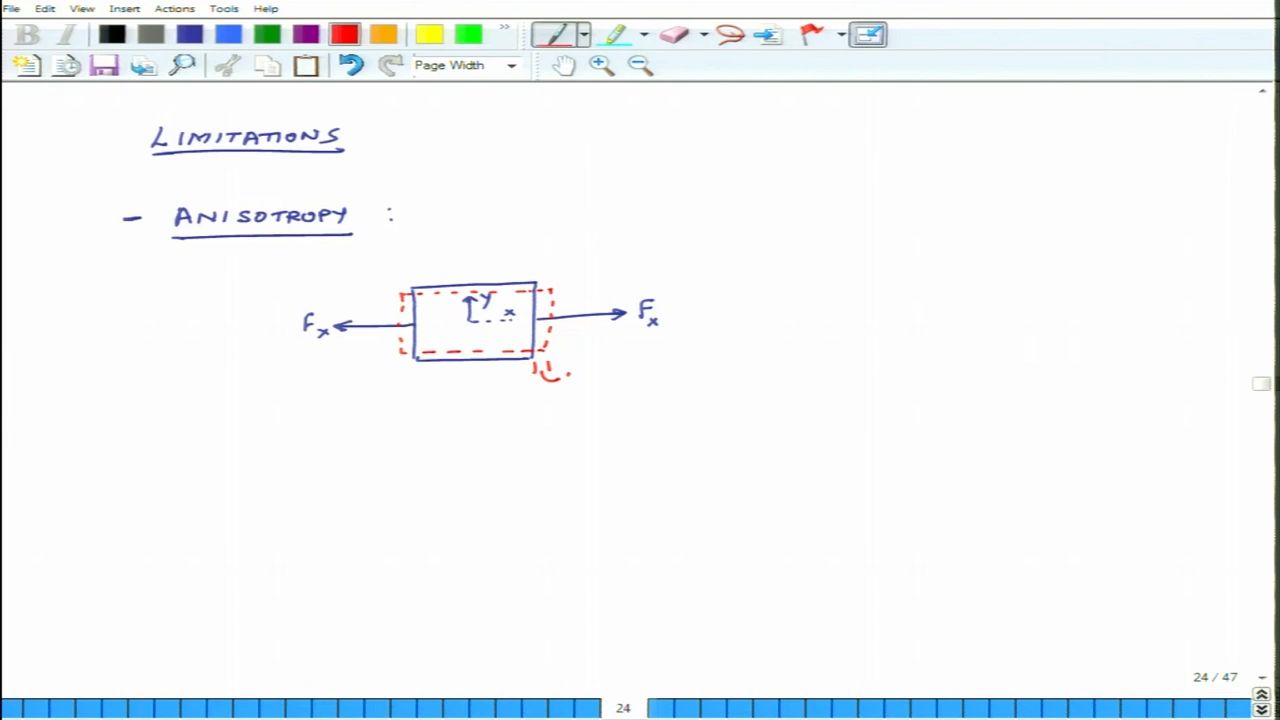 File Edit View Insert Actions Tools Help
B I
Page Width
LIMITATIONS
- ANISOTROPY :
y
x
Fx Fx
24 / 47
24